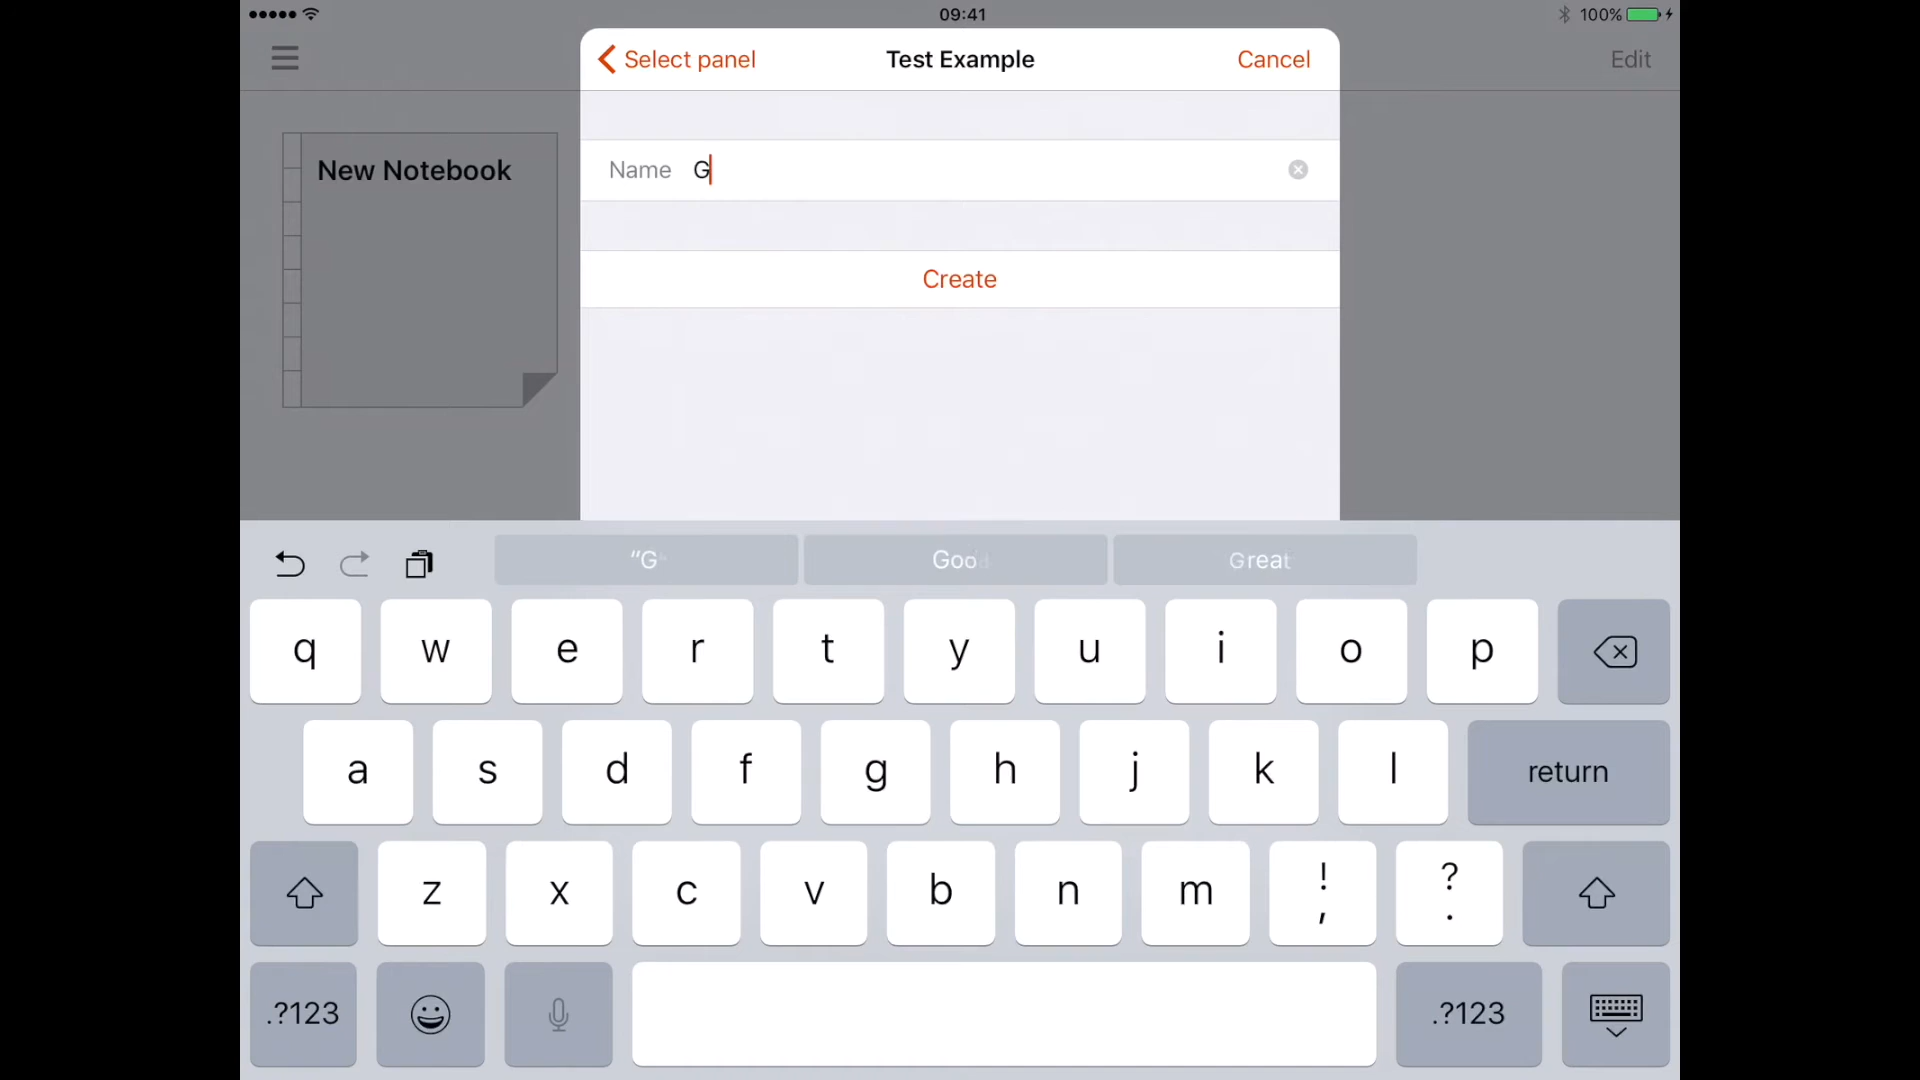 09:41
100%
Select panel
Test Example
Cancel
Edit
New Notebook
Name G
Create
"G"
Good
Great
q w e r t y u i o p
a s d f g h j k l return
z x c v b n m ! , ? .
.?123 .?123